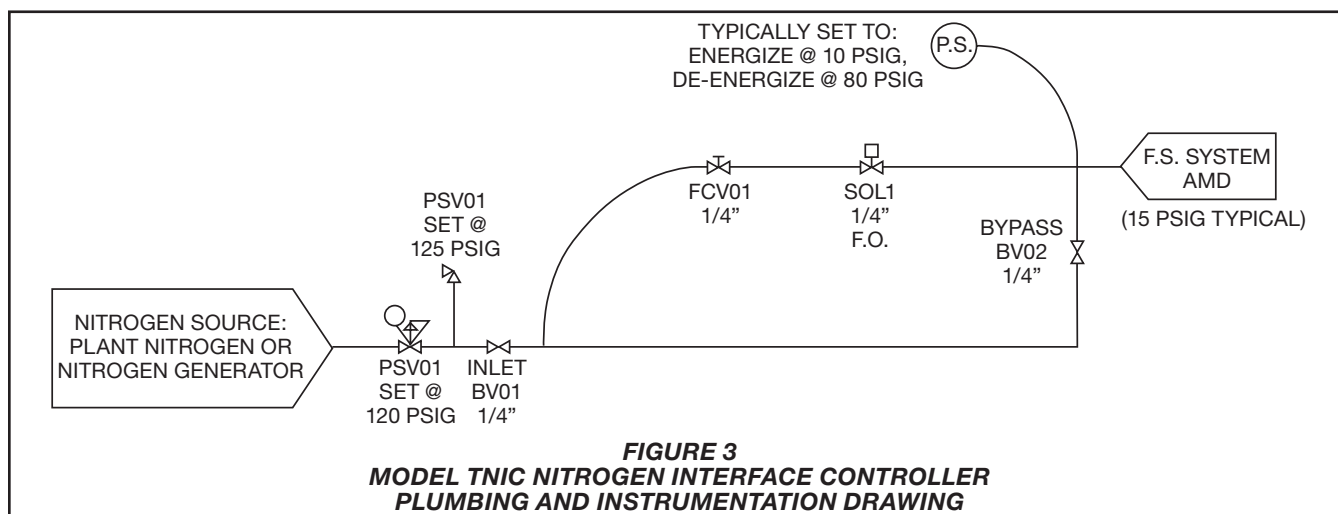 TYPICALLY SET TO:
ENERGIZE @ 10 PSIG,
DE-ENERGIZE @ 80 PSIG
P.S.
FCV01
1/4”
SOL1
1/4”
F.O.
F.S. SYSTEM
AMD
(15 PSIG TYPICAL)
PSV01
SET @
125 PSIG
BYPASS
BV02
1/4”
NITROGEN SOURCE:
PLANT NITROGEN OR
NITROGEN GENERATOR
PSV01
SET @
120 PSIG
INLET
BV01
1/4”
FIGURE 3
MODEL TNIC NITROGEN INTERFACE CONTROLLER
PLUMBING AND INSTRUMENTATION DRAWING